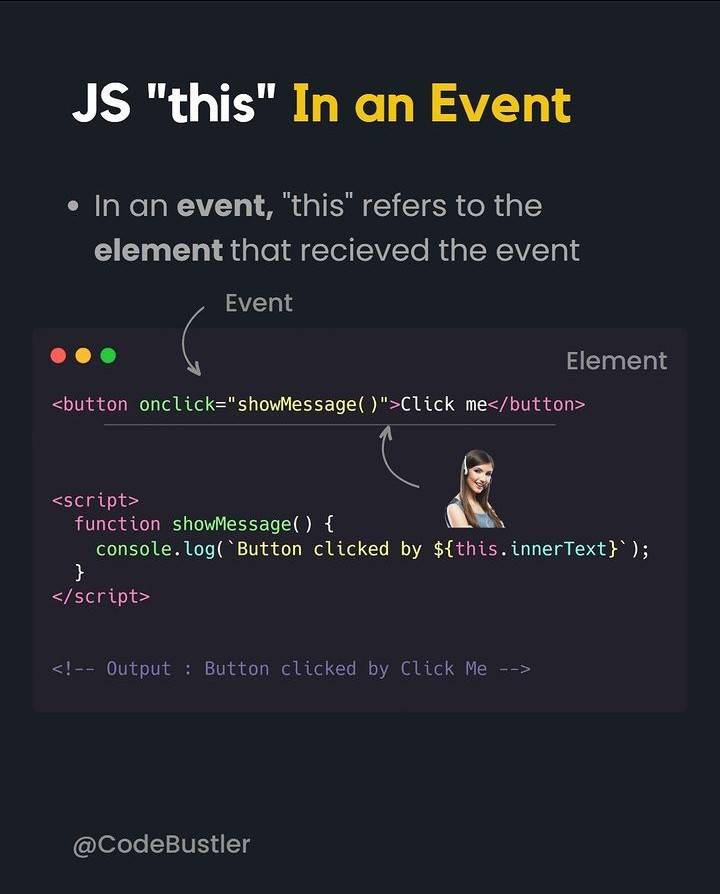 JS "this" In an Event
• In an event, "this" refers to the
element that recieved the event
Event
Element
<button onclick="showMessage()">Click me</button>
<script>
function showMessage() {
console.log(`Button clicked by ${this.innerText}`);
}
</script>
<!-- Output : Button clicked by Click Me -->
@CodeBustler